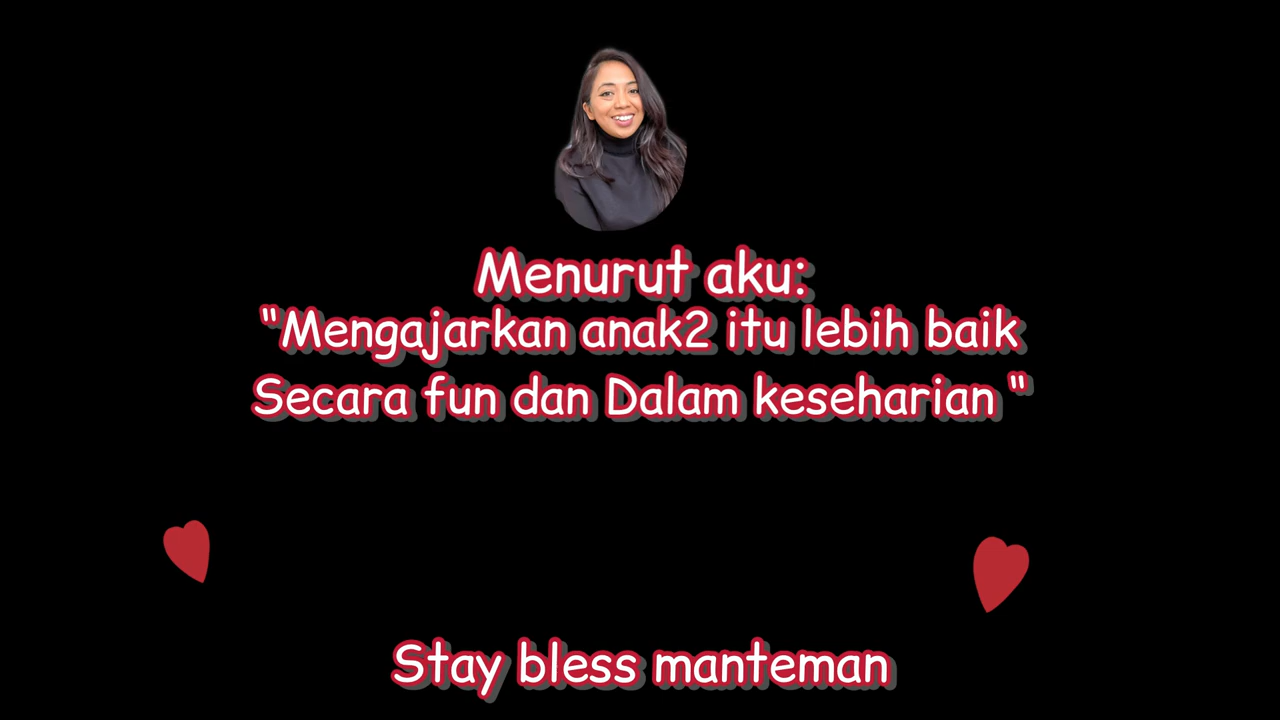 Menurut aku:
"Mengajarkan anak2 itu lebih baik
Secara fun dan Dalam keseharian "
Stay bless manteman